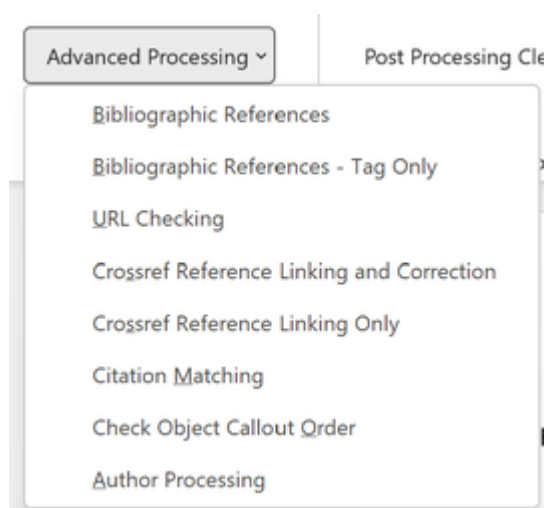 Advanced Processing
Post Processing Cle
Bibliographic References
Bibliographic References - Tag Only
URL Checking
Crossref Reference Linking and Correction
Crossref Reference Linking Only
Citation Matching
Check Object Callout Order
Author Processing